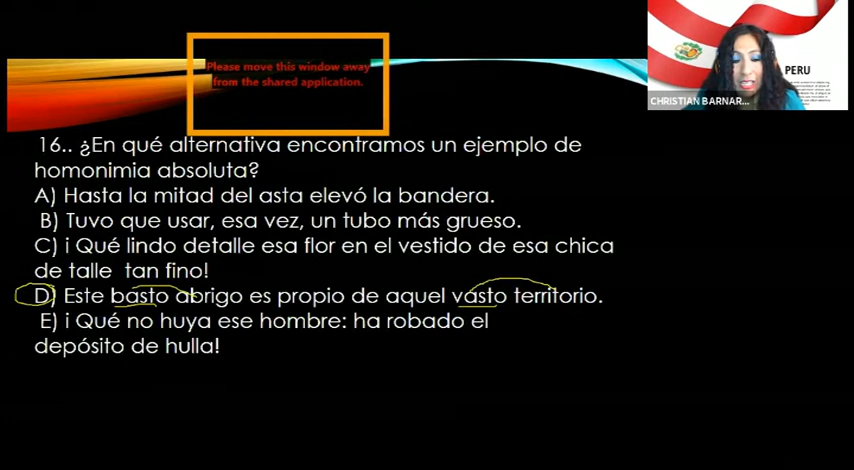 Please move this window away
from the shared application.
PERU
CHRISTIAN BARNAR...
16.. ¿En qué alternativa encontramos un ejemplo de
homonimia absoluta?
A) Hasta la mitad del asta elevó la bandera.
B) Tuvo que usar, esa vez, un tubo más grueso.
C) i Qué lindo detalle esa flor en el vestido de esa chica
de talle tan fino!
D) Este basto abrigo es propio de aquel vasto territorio.
E) i Qué no huya ese hombre: ha robado el
depósito de hulla!